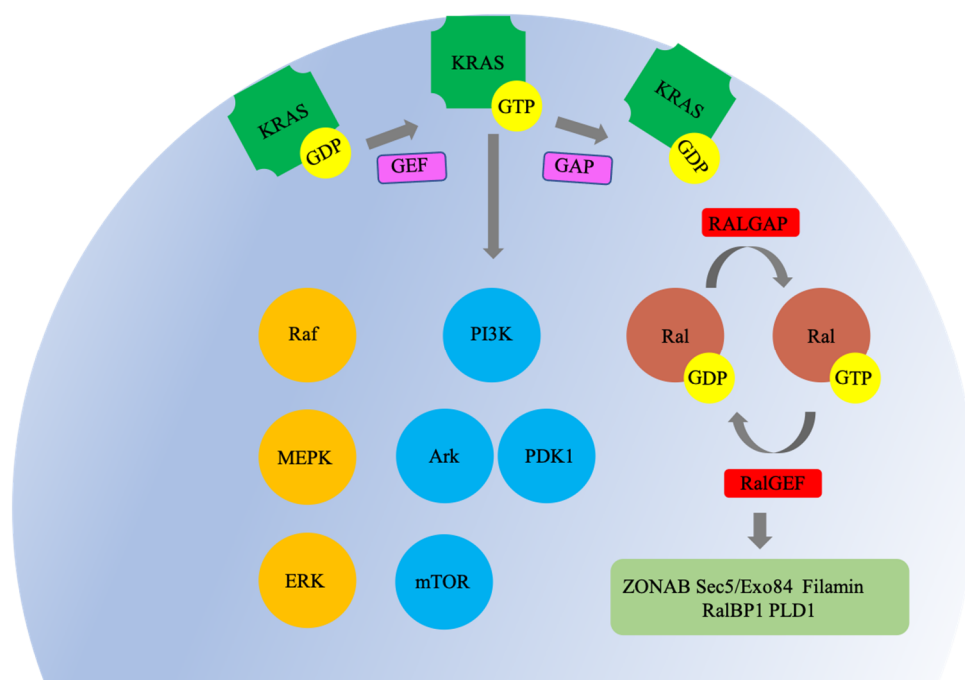 KRAS
GDP
GEF
KRAS
GTP
GAP
KRAS
GDP
Raf
MEPK
ERK
PI3K
Ark
PDK1
mTOR
RALGAP
Ral
GDP
Ral
GTP
RalGEF
ZONAB Sec5/Exo84 Filamin
RalBP1 PLD1